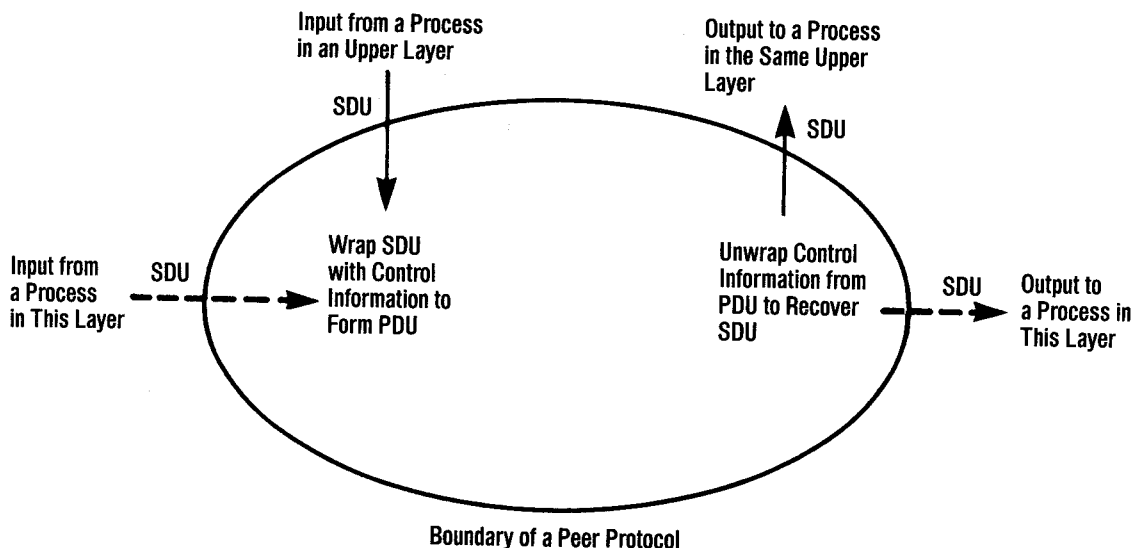 Input from a Process
in an Upper Layer
SDU
Output to a Process
in the Same Upper
Layer
SDU
Input from
a Process
in This Layer
SDU
Wrap SDU
with Control
Information to
Form PDU
Unwrap Control
Information from
PDU to Recover
SDU
SDU
Output to
a Process in
This Layer
Boundary of a Peer Protocol